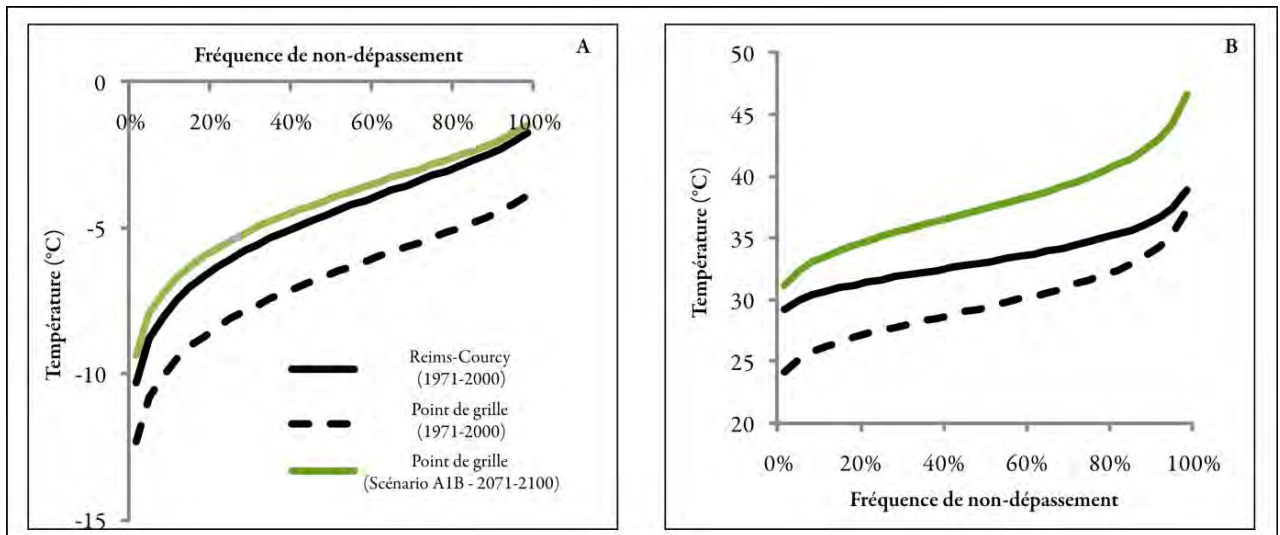 Fréquence de non-dépassement
A
0
0% 20% 40% 60% 80% 100%
-5
-10
-15
Température (°C)
Reims-Courcy
(1971-2000)
Point de grille
(1971-2000)
Point de grille
(Scénario A1B - 2071-2100)
B
50
45
40
35
30
25
20
Température (°C)
0% 20% 40% 60% 80% 100%
Fréquence de non-dépassement